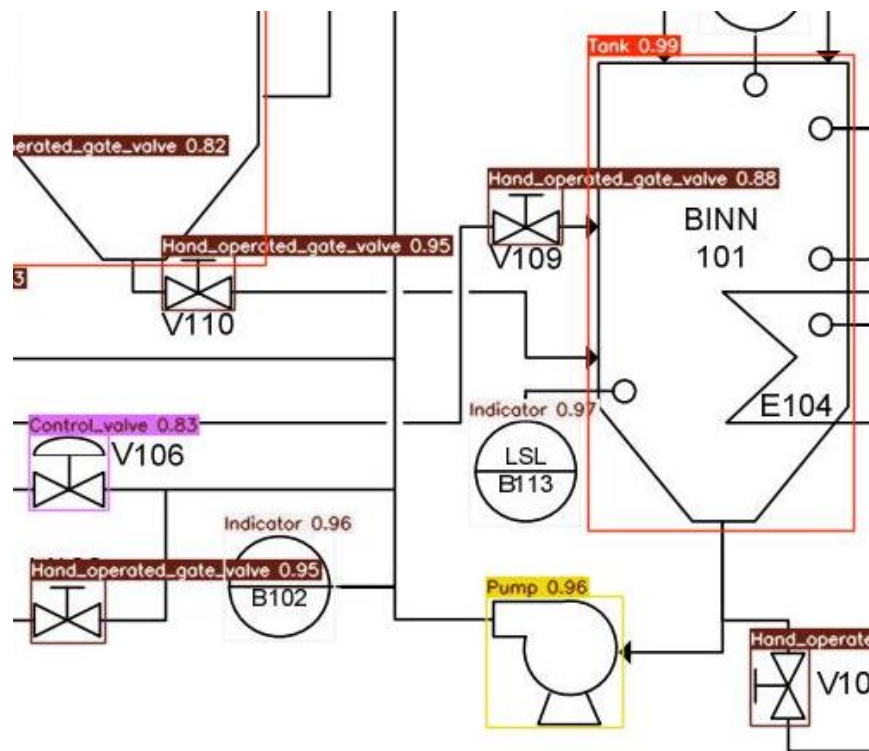 Tank 0.99
erated_gate_valve 0.82
Hand_operated_gate_valve 0.88
BINN
101
Hand_operated_gate_valve 0.95
V109
3
V110
Indicator 0.97
E104
Control_valve 0.83
V106
LSL
B113
Indicator 0.96
Hand_operated_gate_valve 0.95
B102
Pump 0.96
Hand_operate
V10